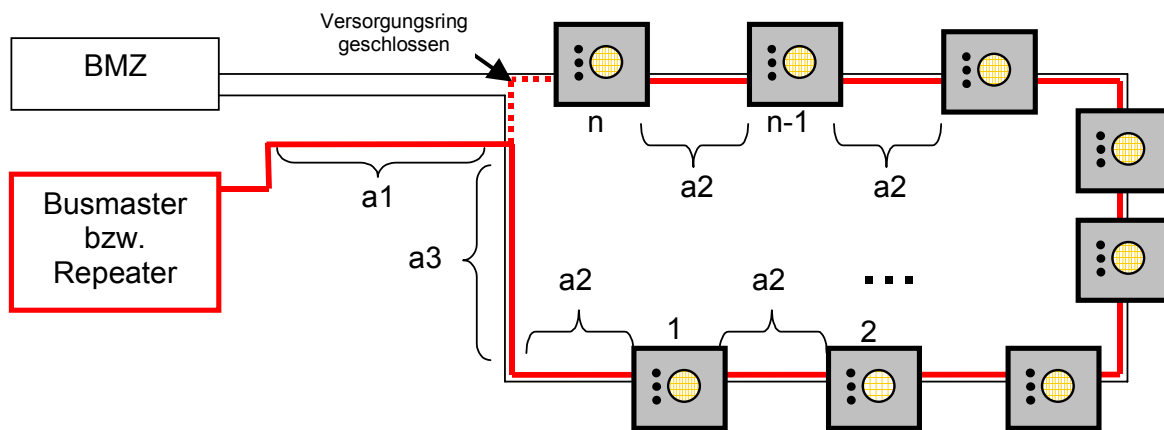 Versorgungsring
geschlossen
BMZ
n
n-1
a2
a2
a1
Busmaster
bzw.
Repeater
a3
a2
a2
1
2